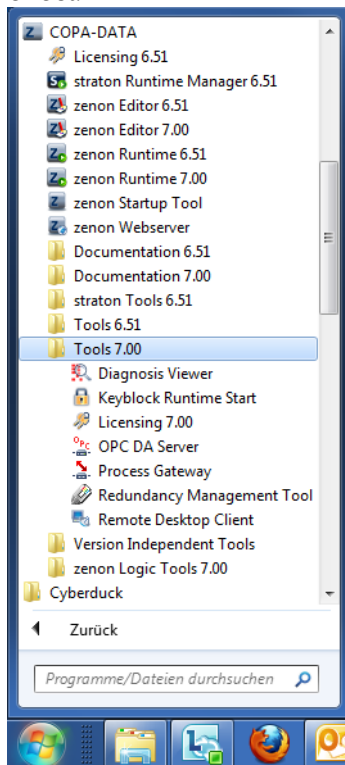 COPA-DATA
Licensing 6.51
straton Runtime Manager 6.51
zenon Editor 6.51
zenon Editor 7.00
zenon Runtime 6.51
zenon Runtime 7.00
zenon Startup Tool
zenon Webserver
Documentation 6.51
Documentation 7.00
straton Tools 6.51
Tools 6.51
Tools 7.00
Diagnosis Viewer
Keyblock Runtime Start
Licensing 7.00
OPC DA Server
Process Gateway
Redundancy Management Tool
Remote Desktop Client
Version Independent Tools
zenon Logic Tools 7.00
Cyberduck
Zurück
Programme/Dateien durchsuchen